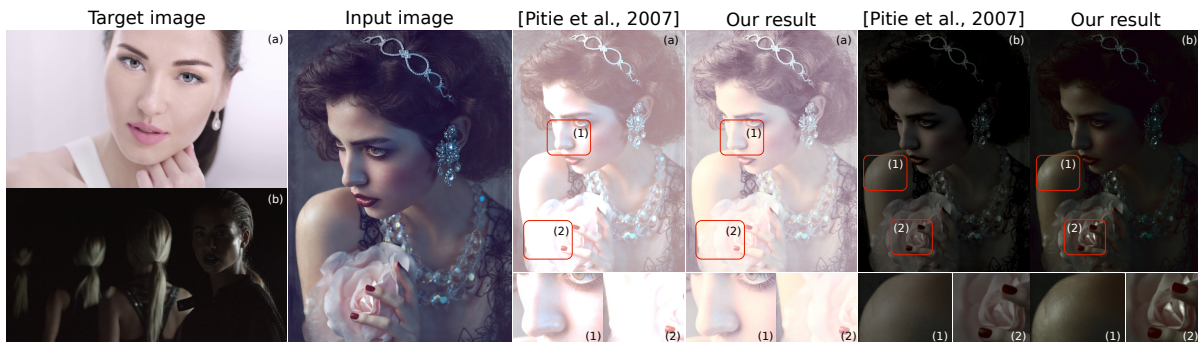 Target image
Input image
[Pitie et al., 2007]
Our result
[Pitie et al., 2007]
Our result
(a)
(b)
(a)
(1)
(2)
(1)
(2)
(a)
(1)
(2)
(1)
(2)
(b)
(1)
(2)
(1)
(2)
(b)
(1)
(2)
(1)
(2)